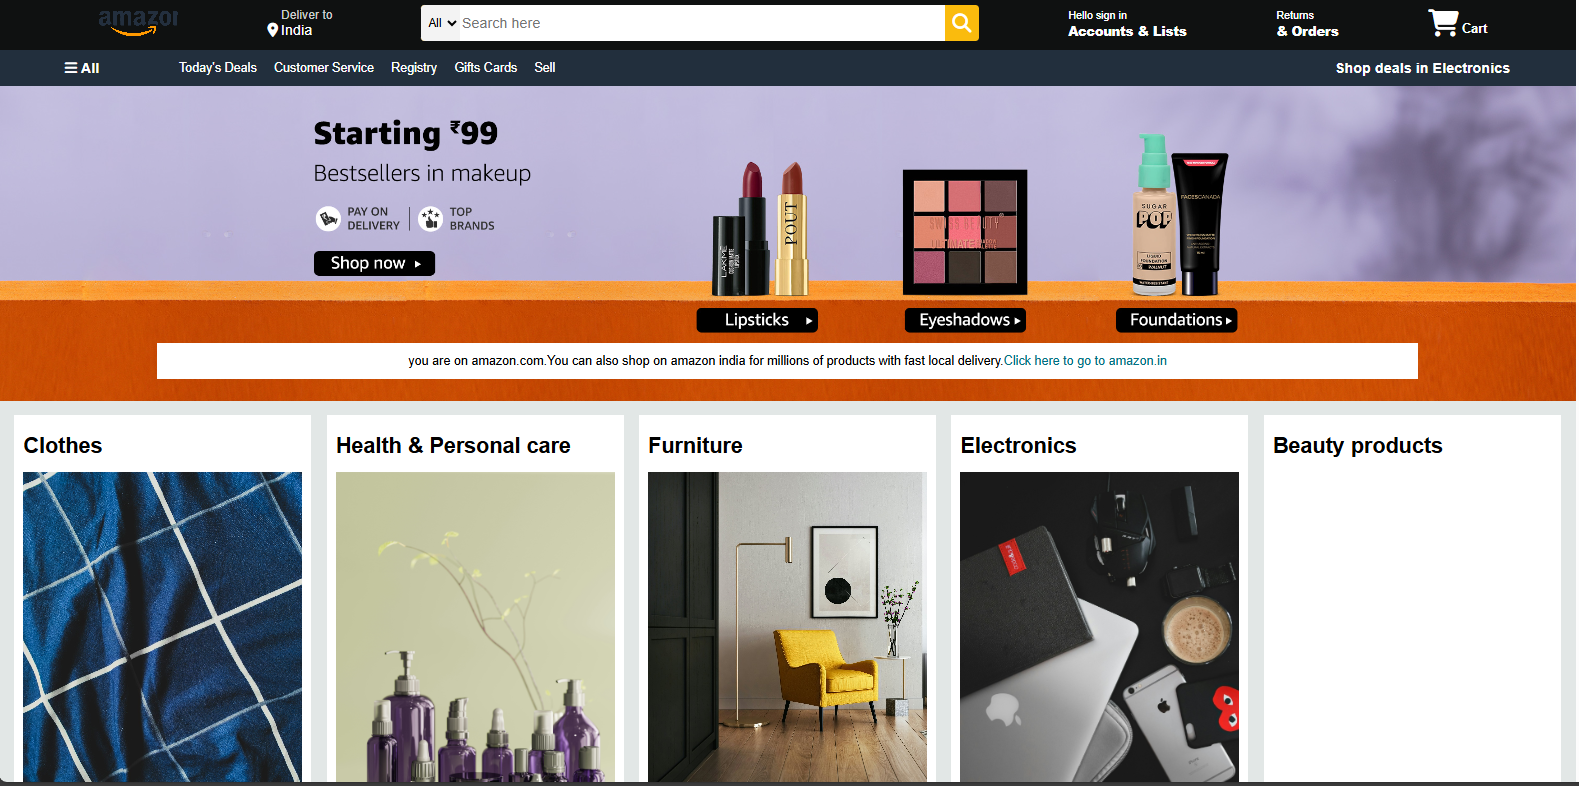 amazon
Deliver to
India
All
Search here
Hello sign in
Accounts & Lists
Returns
& Orders
Cart
All
Today's Deals
Customer Service
Registry
Gifts Cards
Sell
Shop deals in Electronics
Starting ₹99
Bestsellers in makeup
PAY ON
DELIVERY
TOP
BRANDS
Shop now
LAKMÉ
POUT
SWISS BEAUTY
ULTIMATE
SUGAR
POP
LIQUID
FOUNDATION
WALNUT
FACESCANADA
Lipsticks
Eyeshadows
Foundations
you are on amazon.com.You can also shop on amazon india for millions of products with fast local delivery.Click here to go to amazon.in
Clothes
Health & Personal care
Furniture
Electronics
Beauty products